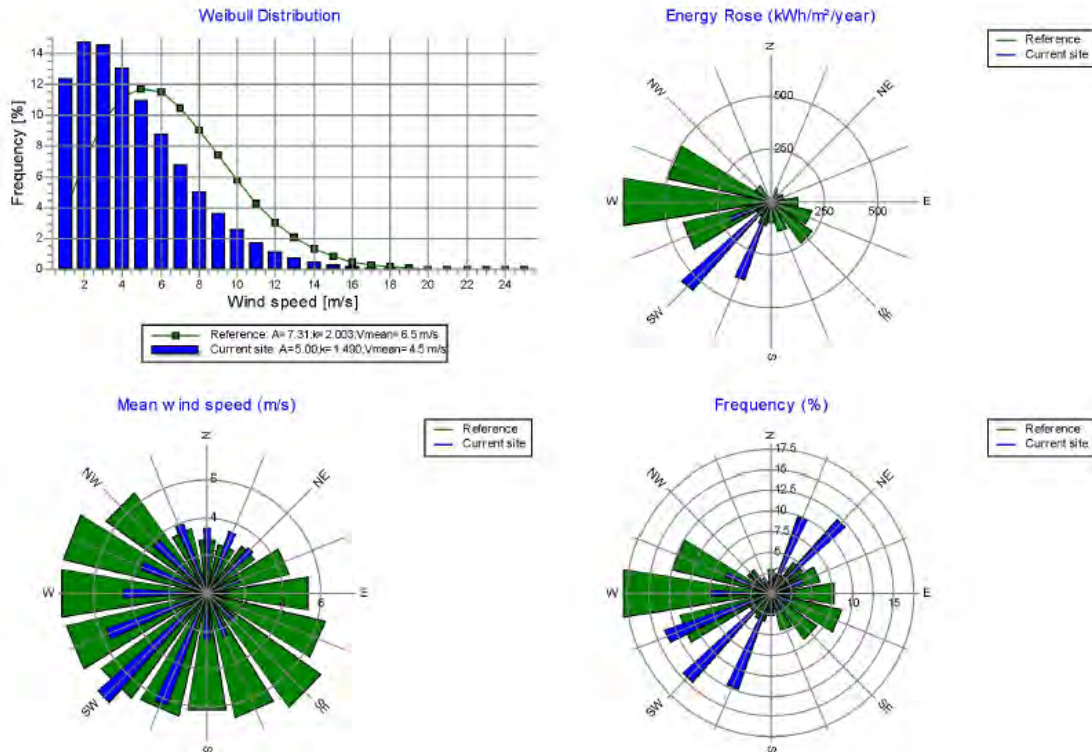 Weibull Distribution
Frequency [%]
14
12
10
8
6
4
2
0
2 4 6 8 10 12 14 16 18 20 22 24
Wind speed [m/s]
Reference: A=7.31;k=2.003;Vmean=6.5 m/s
Current site: A=5.00;k=1.490;Vmean=4.5 m/s
Energy Rose (kWh/m²/year)
Reference
Current site
N
NW
NE
500
250
W
250
500
E
SW
SE
S
Mean wind speed (m/s)
Reference
Current site
N
NW
NE
6
4
W
6
E
SW
SE
S
Frequency (%)
Reference
Current site
N
17.5
15
12.5
10
7.5
5
NW
NE
W
10
15
E
SW
SE
S